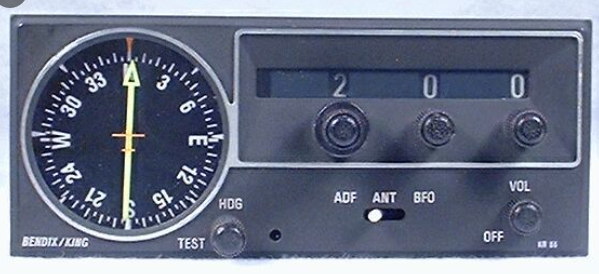 2 0 0
33 3
30 6
W E
24 12
21 15
S
ADF ANT BFO
VOL
HDG
TEST
OFF
BENDIX/KING
KR 86